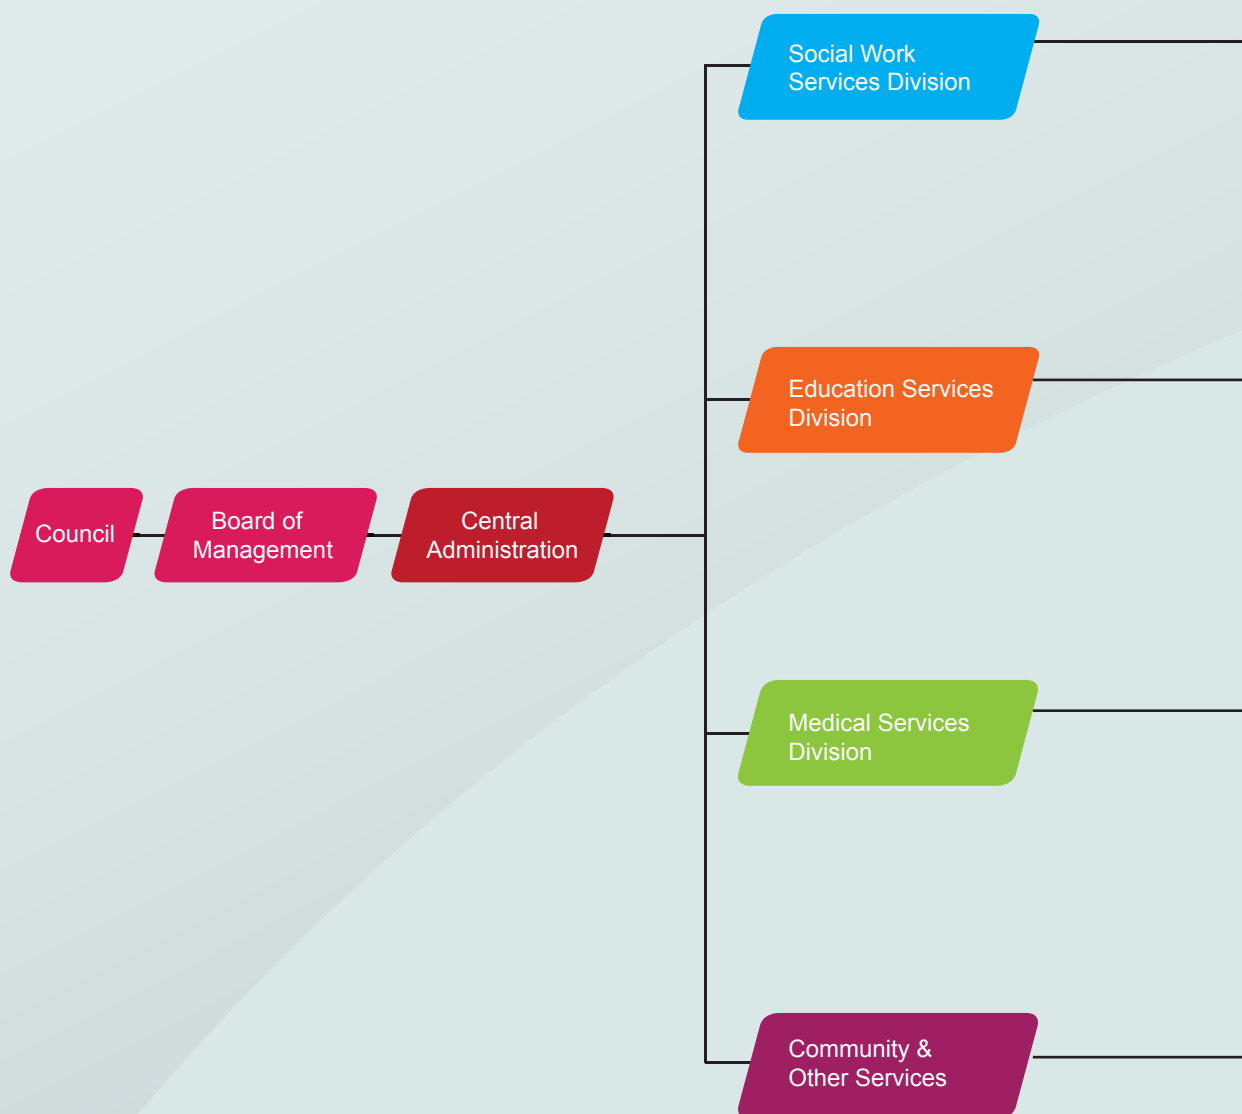 Social Work
Services Division
Education Services
Division
Council
Board of
Management
Central
Administration
Medical Services
Division
Community &
Other Services